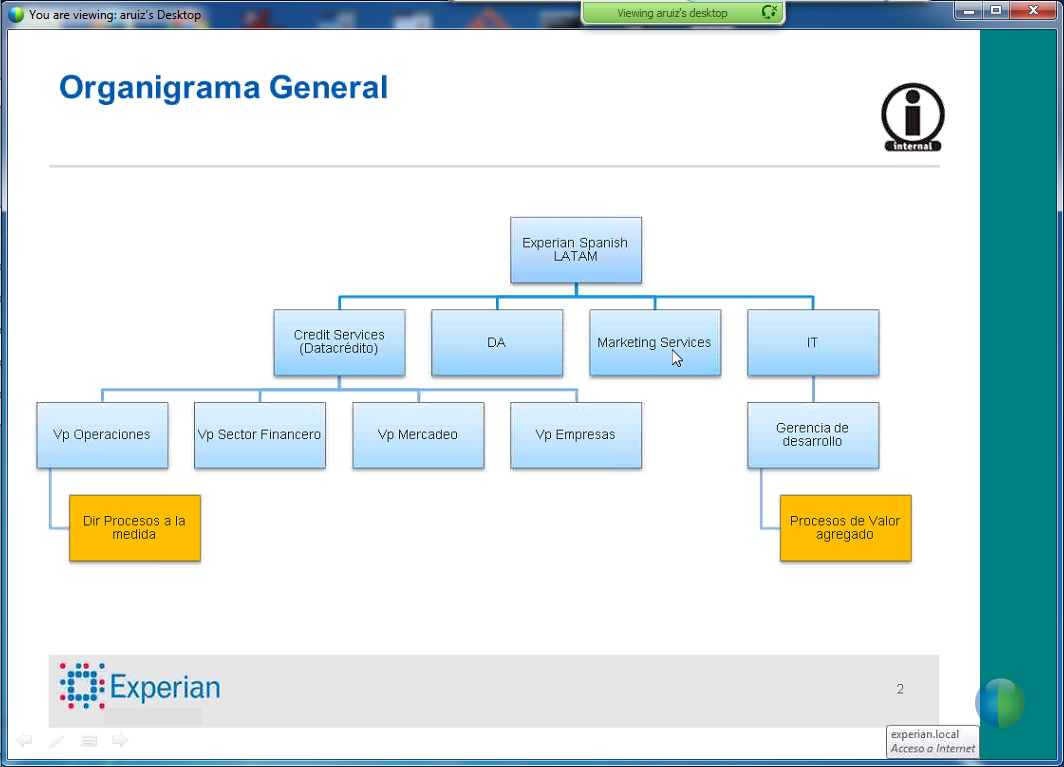 You are viewing: aruiz's Desktop
Viewing aruiz's desktop
Organigrama General
internal
Experian Spanish
LATAM
Credit Services
(Datacrédito)
DA
Marketing Services
IT
Vp Operaciones
Vp Sector Financero
Vp Mercadeo
Vp Empresas
Gerencia de
desarrollo
Dir Procesos a la
medida
Procesos de Valor
agregado
Experian
2
experian.local
Acceso a Internet